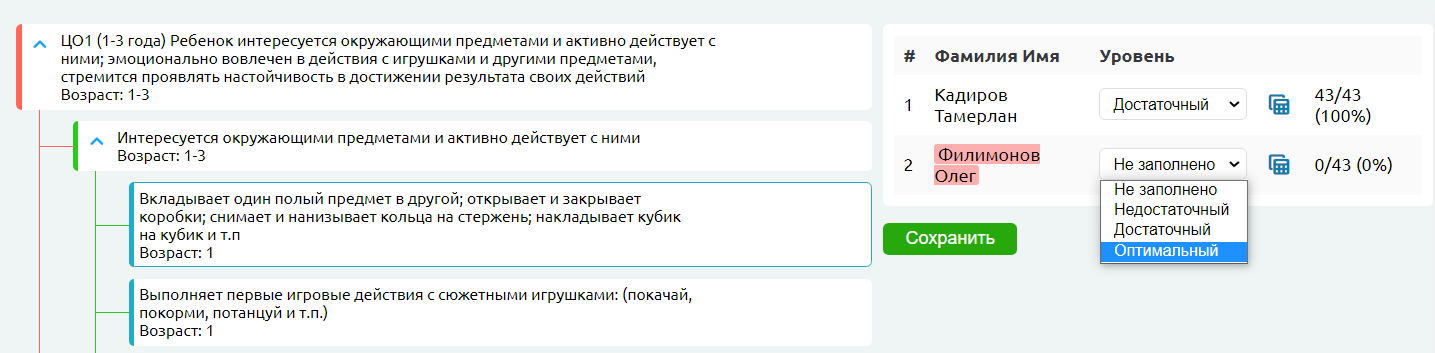 ЦО1 (1-3 года) Ребенок интересуется окружающими предметами и активно действует с
ними; эмоционально вовлечен в действия с игрушками и другими предметами,
стремится проявлять настойчивость в достижении результата своих действий
Возраст: 1-3
Интересуется окружающими предметами и активно действует с ними
Возраст: 1-3
Вкладывает один полый предмет в другой; открывает и закрывает
коробки; снимает и нанизывает кольца на стержень; накладывает кубик
на кубик и т.п
Возраст: 1
Выполняет первые игровые действия с сюжетными игрушками: (покачай,
покорми, потанцуй и т.п.)
Возраст: 1
# Фамилия Имя Уровень
1 Кадиров Тамерлан Достаточный 43/43 (100%)
2 Филимонов Олег Не заполнено 0/43 (0%)
Не заполнено
Недостаточный
Достаточный
Оптимальный
Сохранить